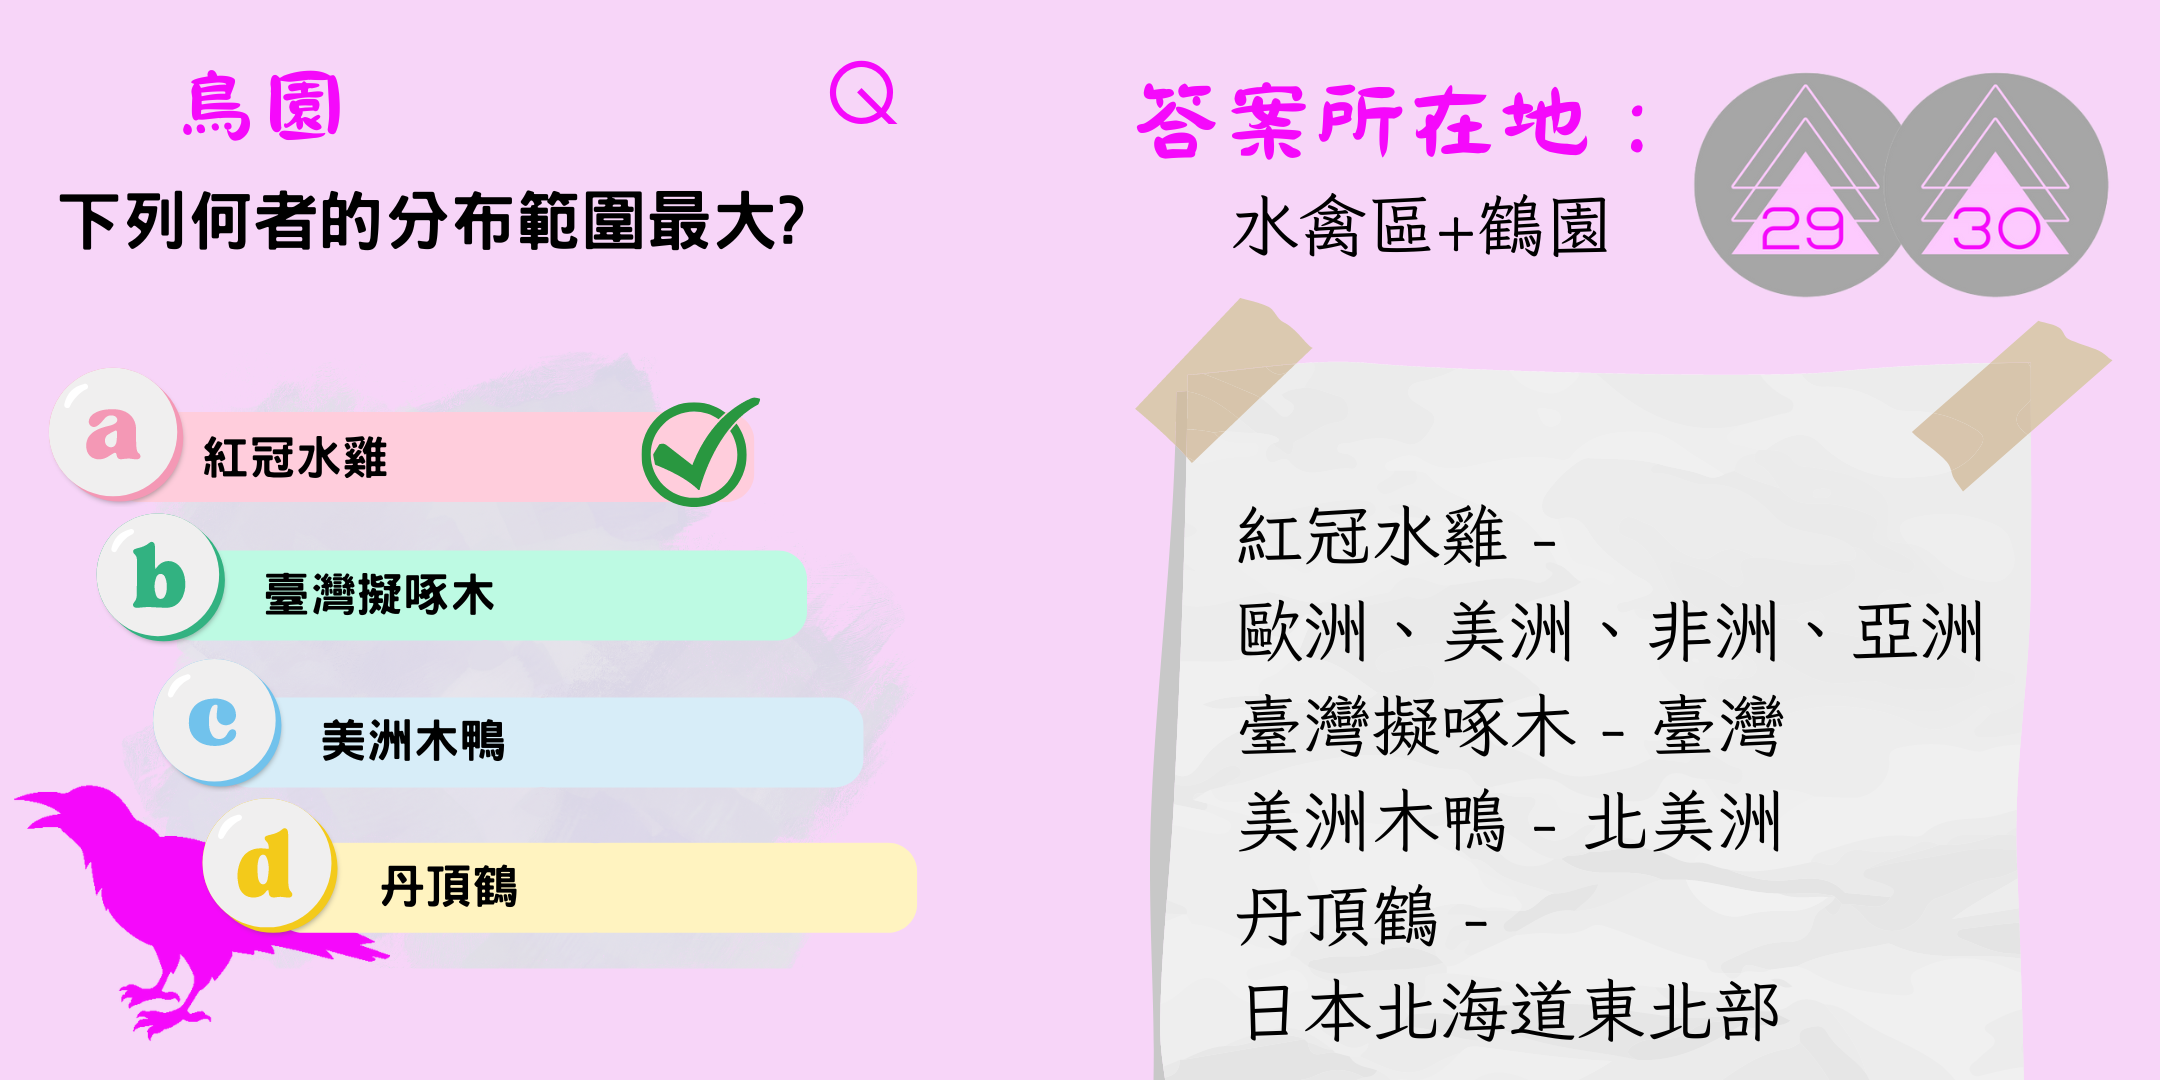 鳥園
Q
下列何者的分布範圍最大?
a
紅冠水雞
b
臺灣擬啄木
c
美洲木鴨
d
丹頂鶴
答案所在地：
水禽區+鶴園
29
30
紅冠水雞 -
歐洲、美洲、非洲、亞洲
臺灣擬啄木 - 臺灣
美洲木鴨 - 北美洲
丹頂鶴 -
日本北海道東北部